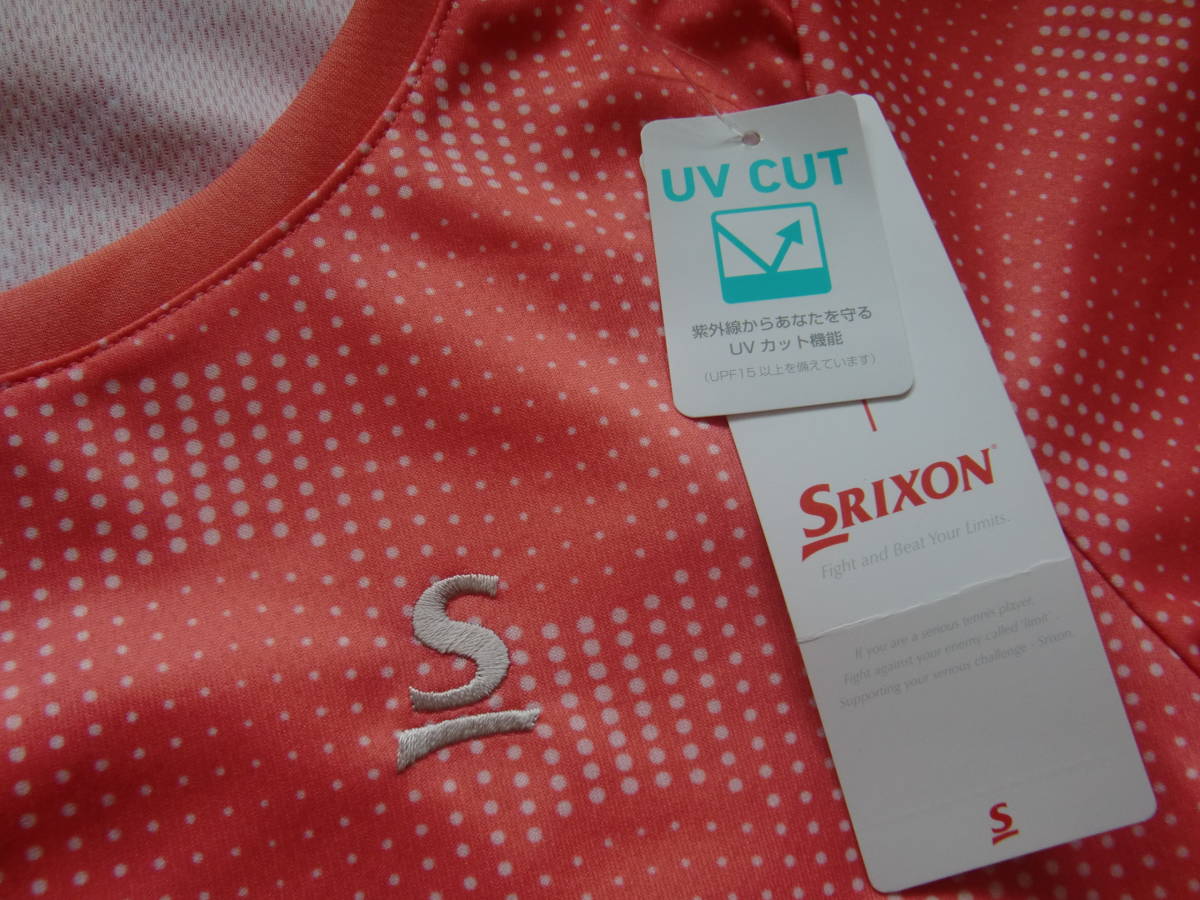 UV CUT
紫外線からあなたを守る
UV カット機能
(UPF15 以上を備えています)
SRIXON
Fight and Beat Your Limits.
If you are a serious tennis player.
Fight against your enemy called 'limit'.
Supporting your serious challenge - Srixon.
S
S